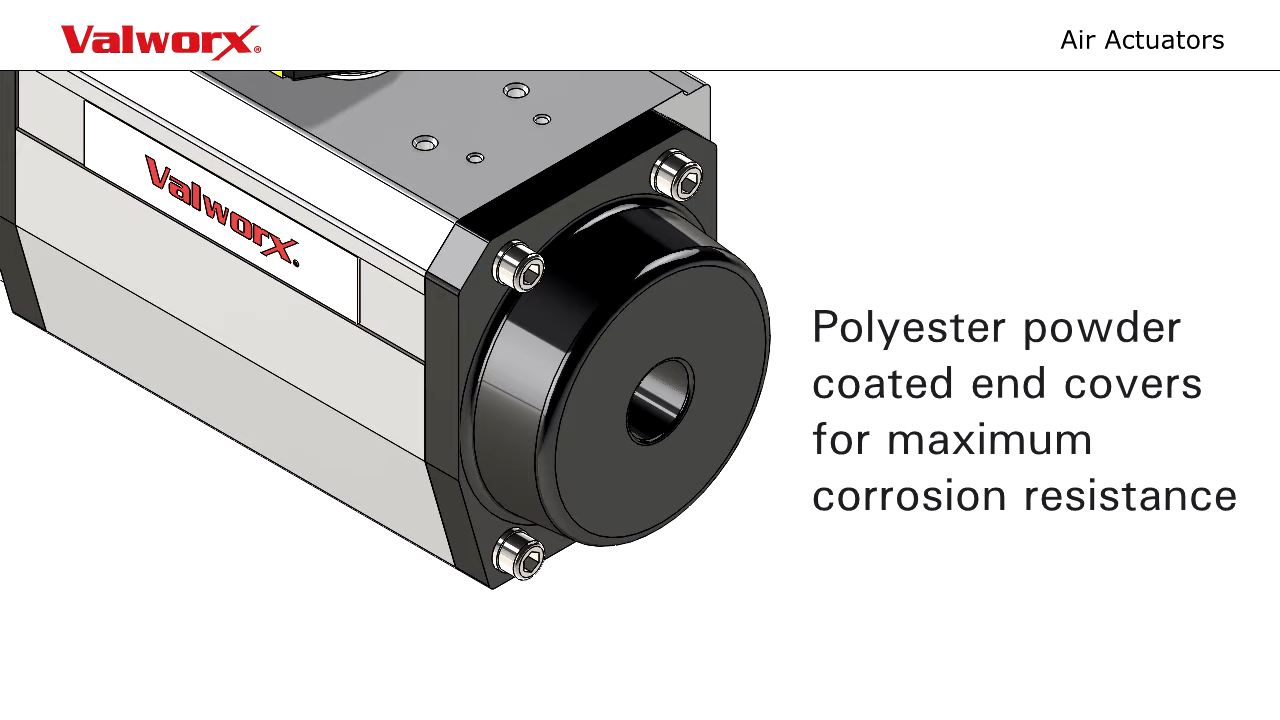 Valworx®
Air Actuators
Valworx
Polyester powder
coated end covers
for maximum
corrosion resistance